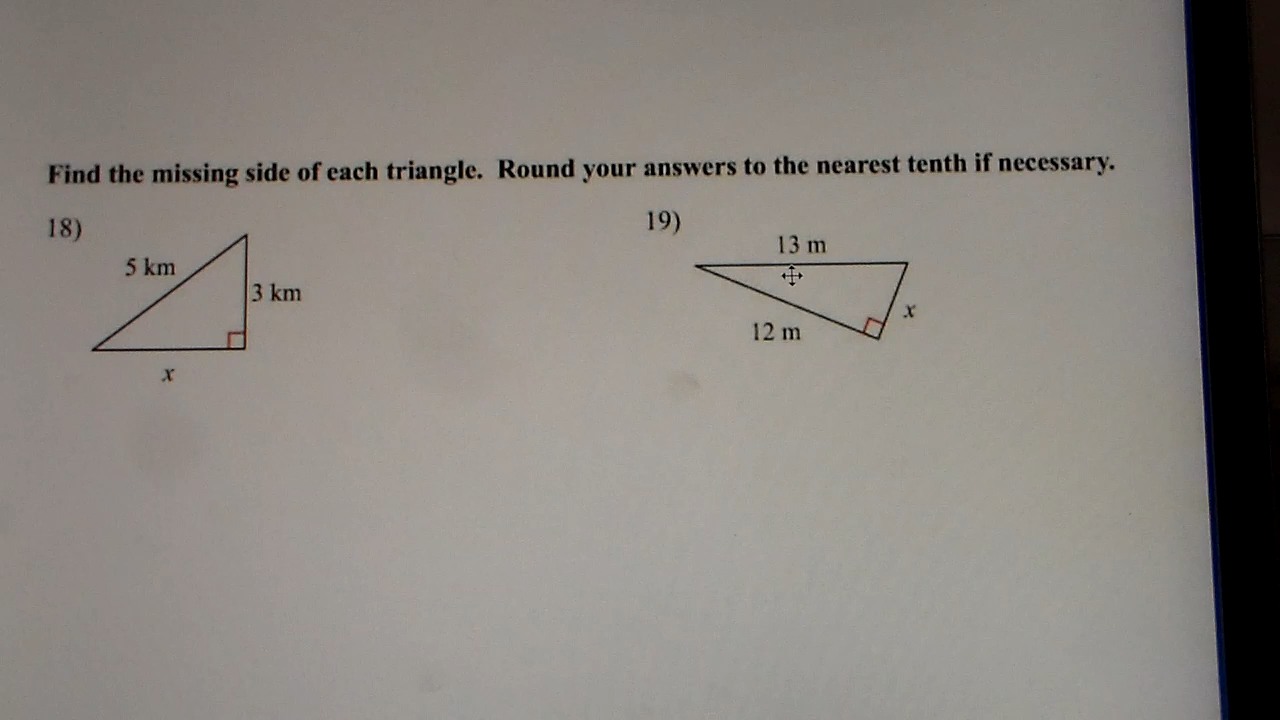 Find the missing side of each triangle. Round your answers to the nearest tenth if necessary.
18)
5 km
3 km
x
19)
13 m
12 m
x